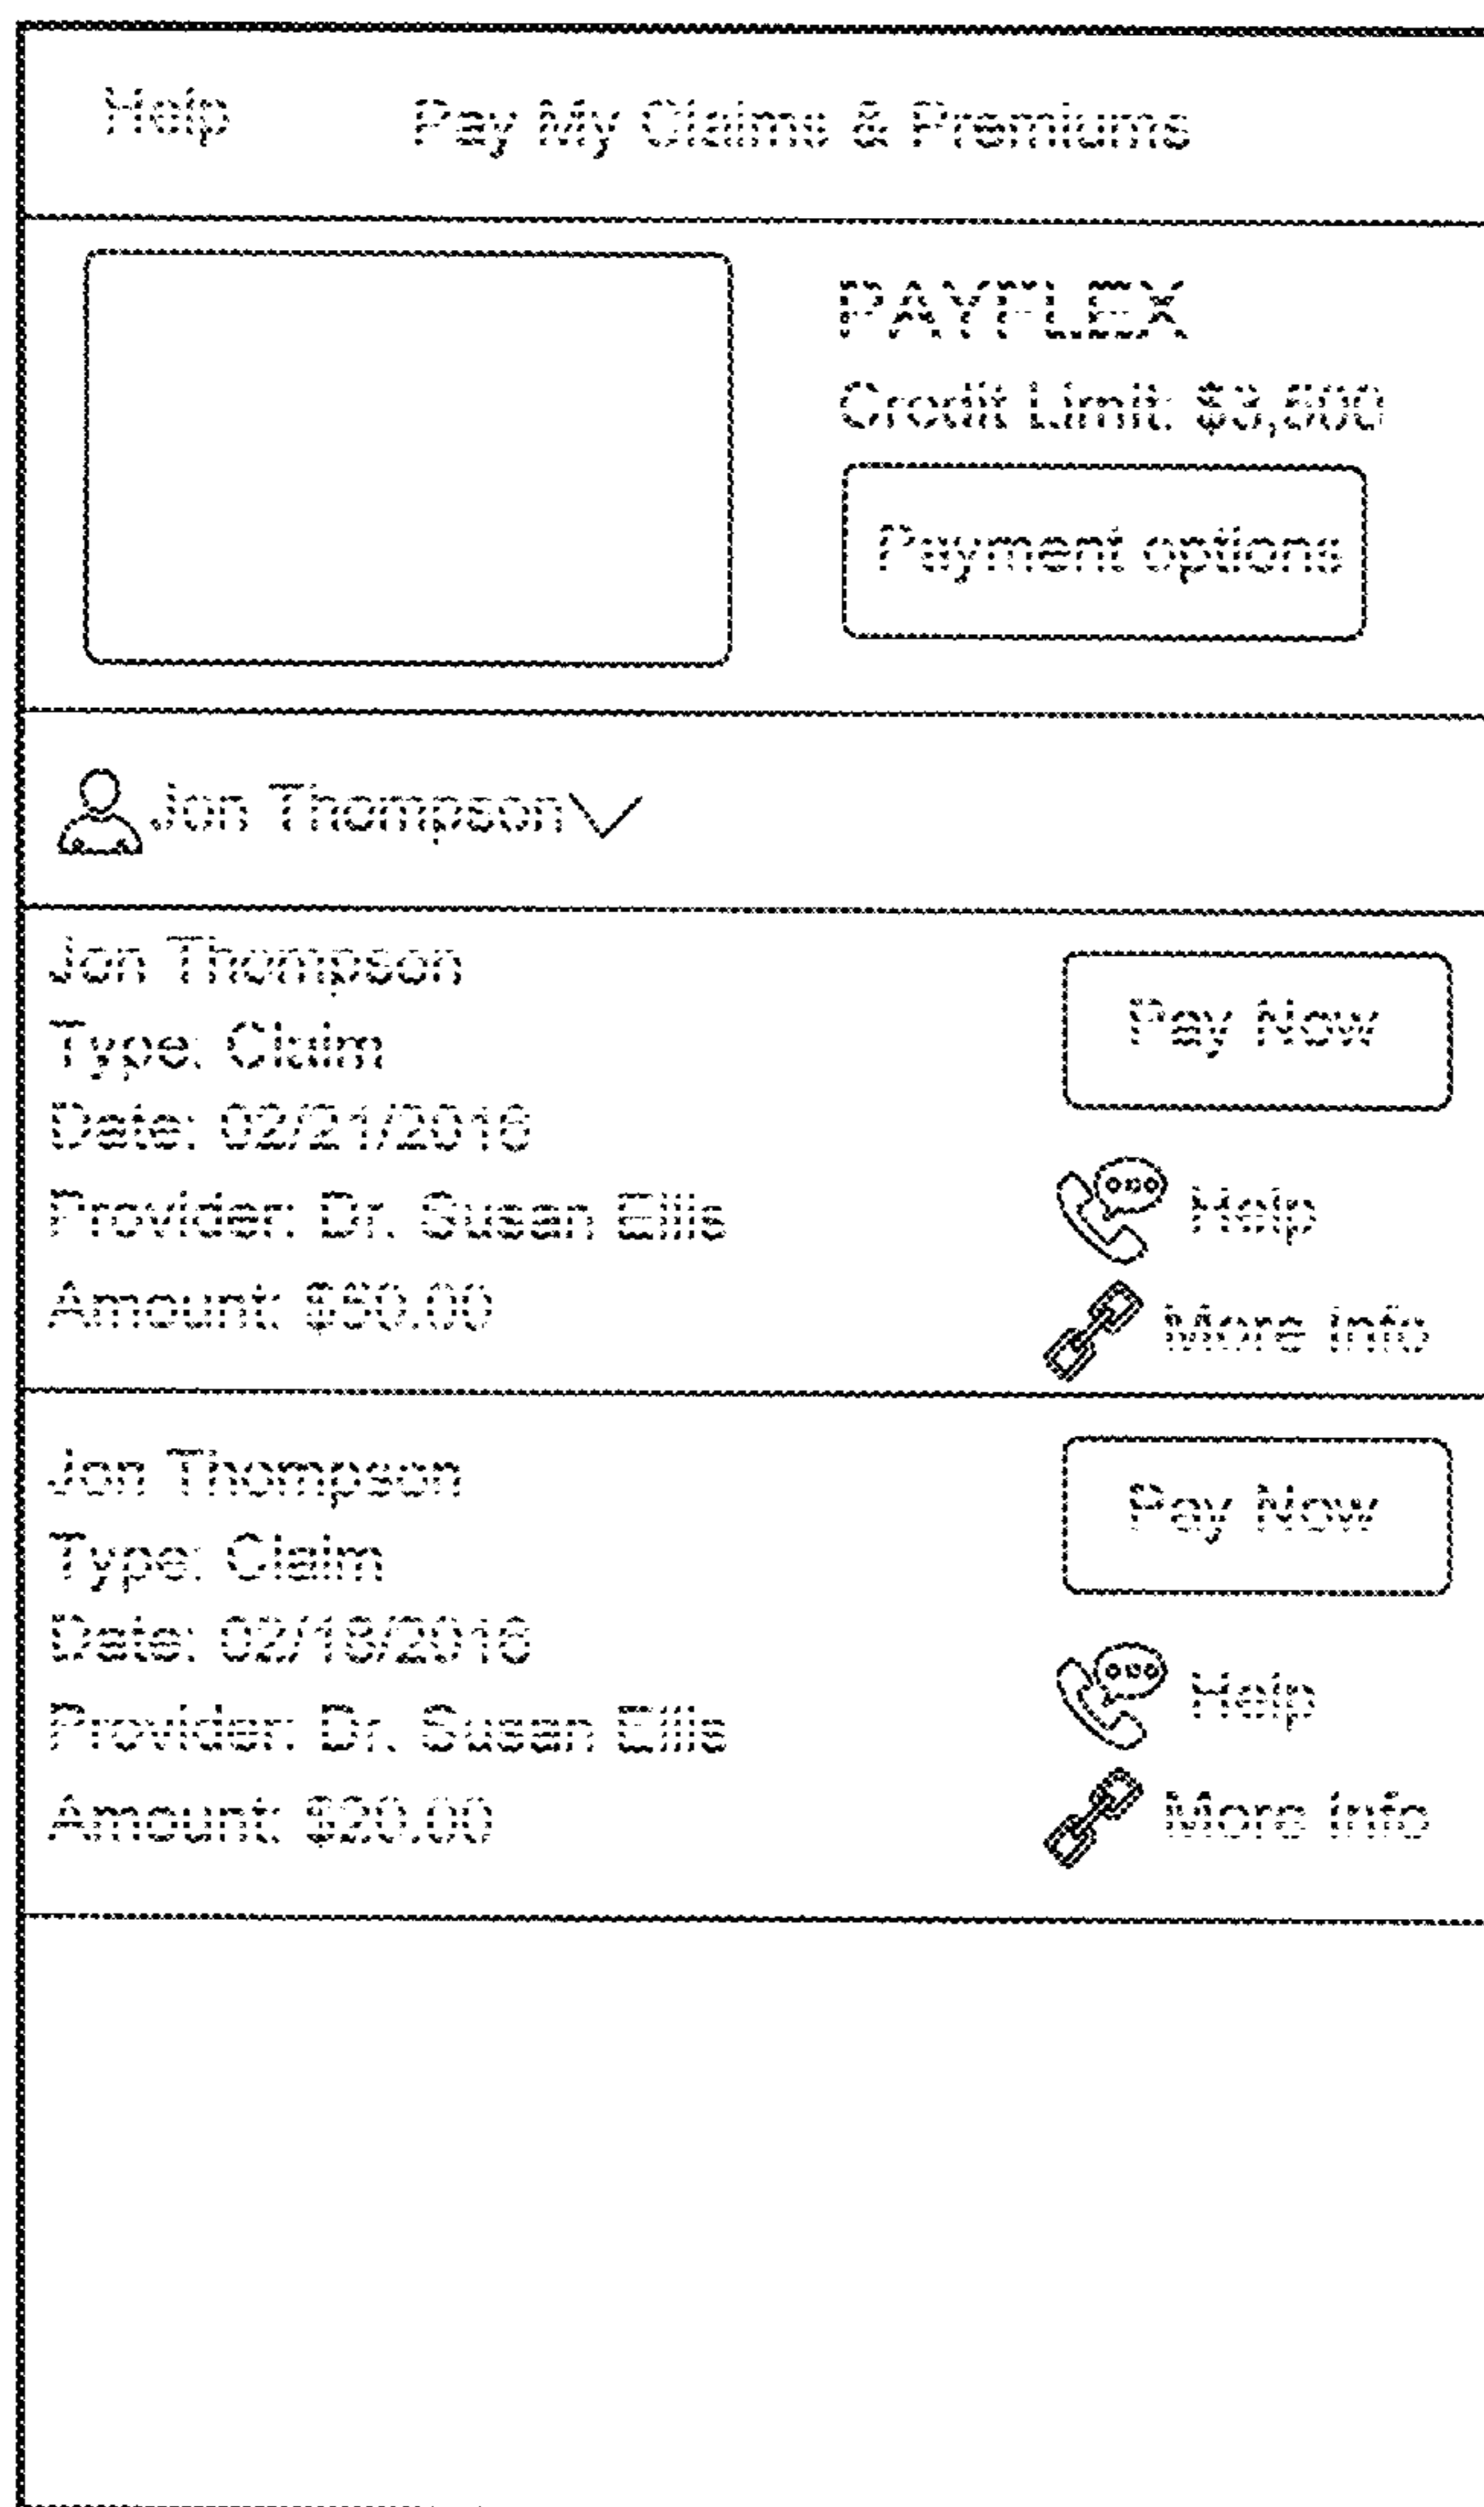 Help Pay My Claims & Premiums
PAYFLEX
Credit Limit: $3,500
Payment options
Jon Thompson
Jon Thompson
Type: Claim
Date: 02/21/2016
Provider: Dr. Susan Ellis
Amount: $50.00
Pay Now
Help
More Info
Jon Thompson
Type: Claim
Date: 02/18/2016
Provider: Dr. Susan Ellis
Amount: $20.00
Pay Now
Help
More Info